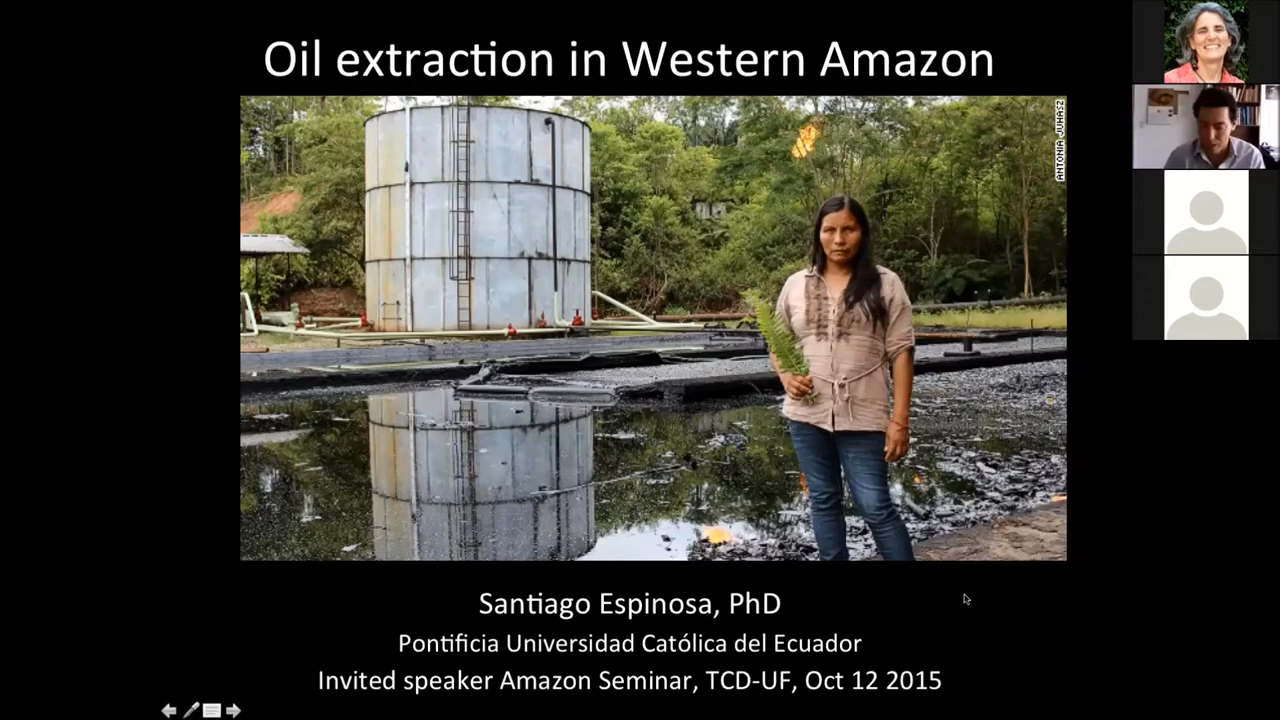 Oil extraction in Western Amazon
ANTONIA JUHASZ
Santiago Espinosa, PhD
Pontificia Universidad Católica del Ecuador
Invited speaker Amazon Seminar, TCD-UF, Oct 12 2015